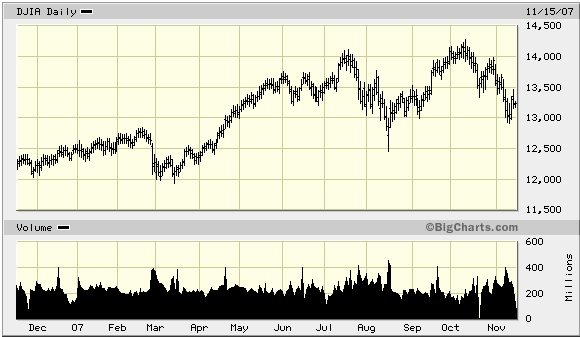 DJIA Daily 11/15/07
14,500
14,000
13,500
13,000
12,500
12,000
11,500
Volume ©BigCharts.com
600
400
200
0
Millions
Dec 07 Feb Mar Apr May Jun Jul Aug Sep Oct Nov